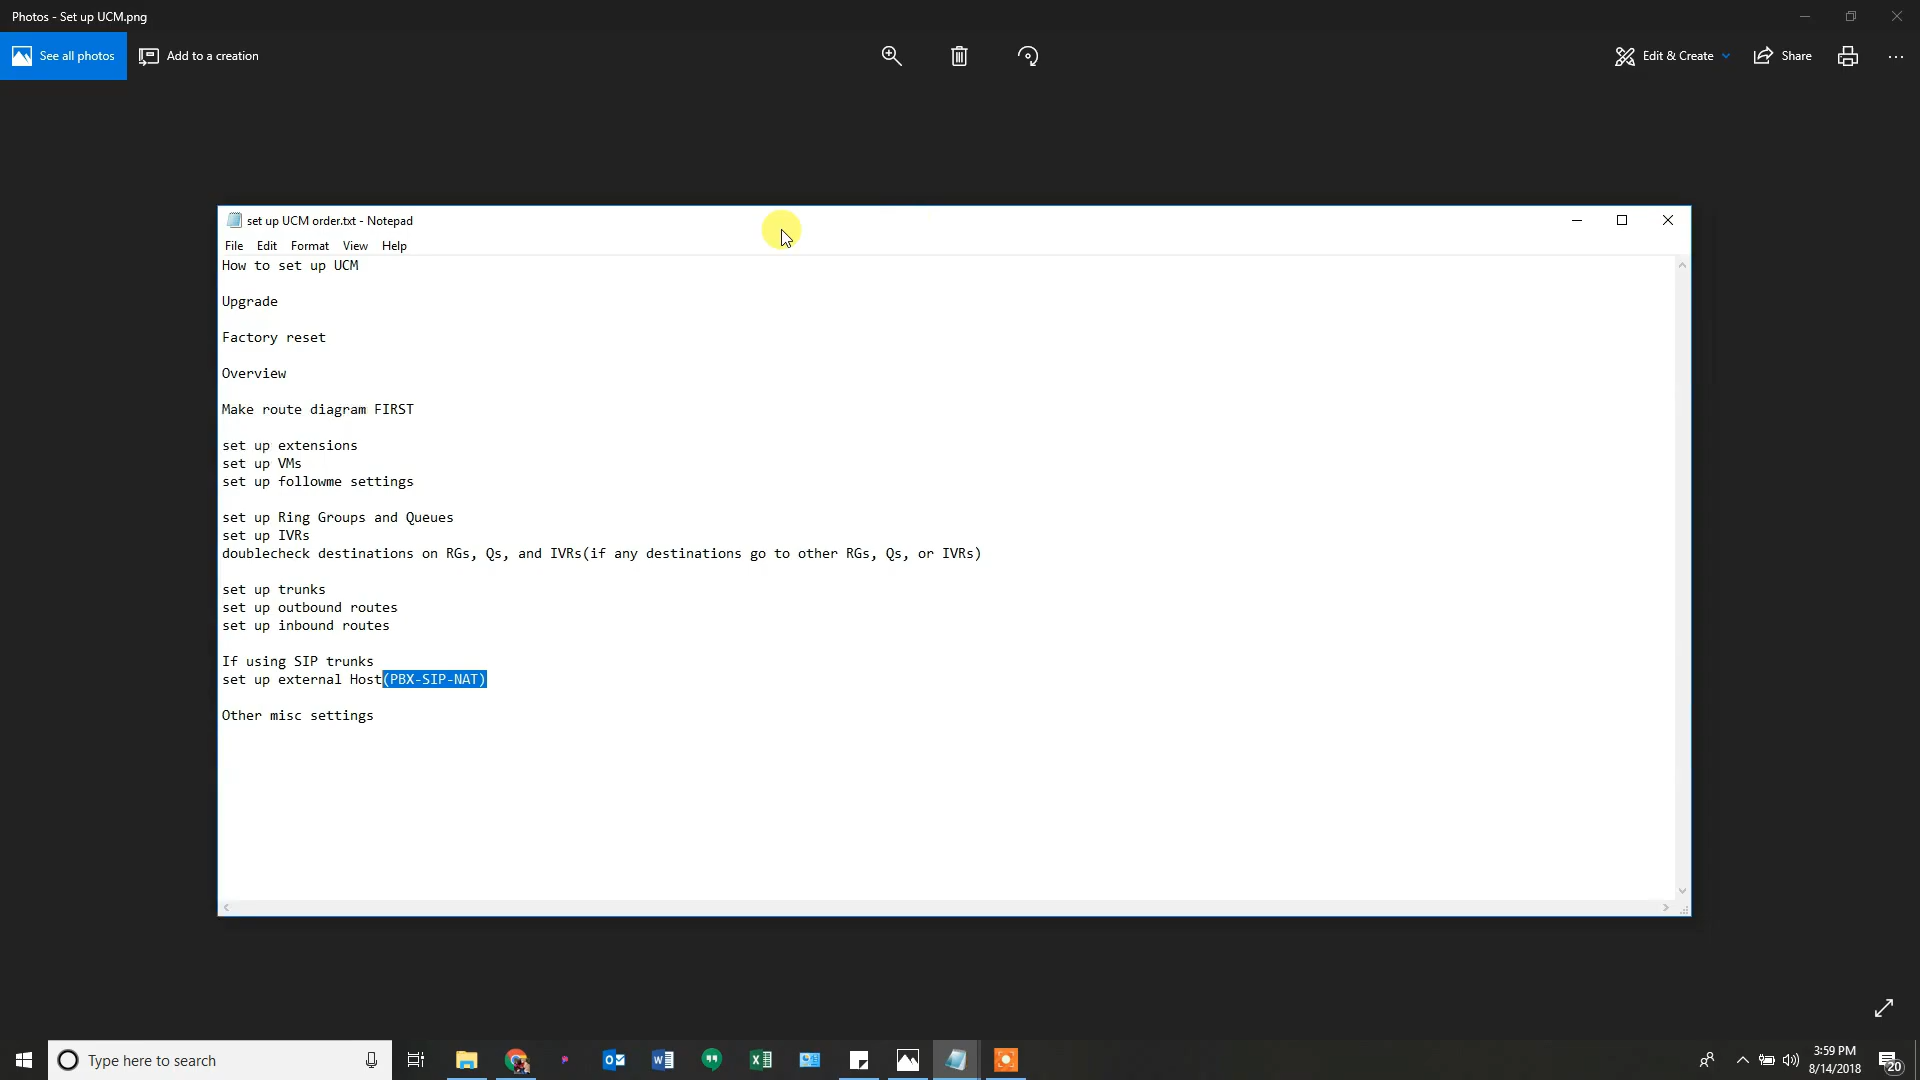 Photos - Set up UCM.png
See all photos
Add to a creation
Edit & Create
Share
set up UCM order.txt - Notepad
File Edit Format View Help
How to set up UCM
Upgrade
Factory reset
Overview
Make route diagram FIRST
set up extensions
set up VMs
set up followme settings
set up Ring Groups and Queues
set up IVRs
doublecheck destinations on RGs, Qs, and IVRs(if any destinations go to other RGs, Qs, or IVRs)
set up trunks
set up outbound routes
set up inbound routes
If using SIP trunks
set up external Host(PBX-SIP-NAT)
Other misc settings
Type here to search
3:59 PM
8/14/2018
20